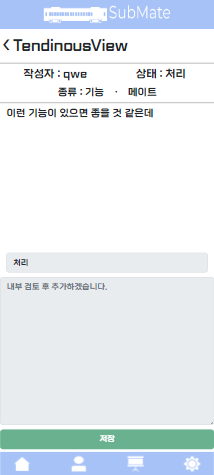 SubMate
TendinousView
작성자 : qwe 상태 : 처리
종류 : 기능 · 메이트
이런 기능이 있으면 좋을 것 같은데
처리
내부 검토 후 추가하겠습니다.
저장